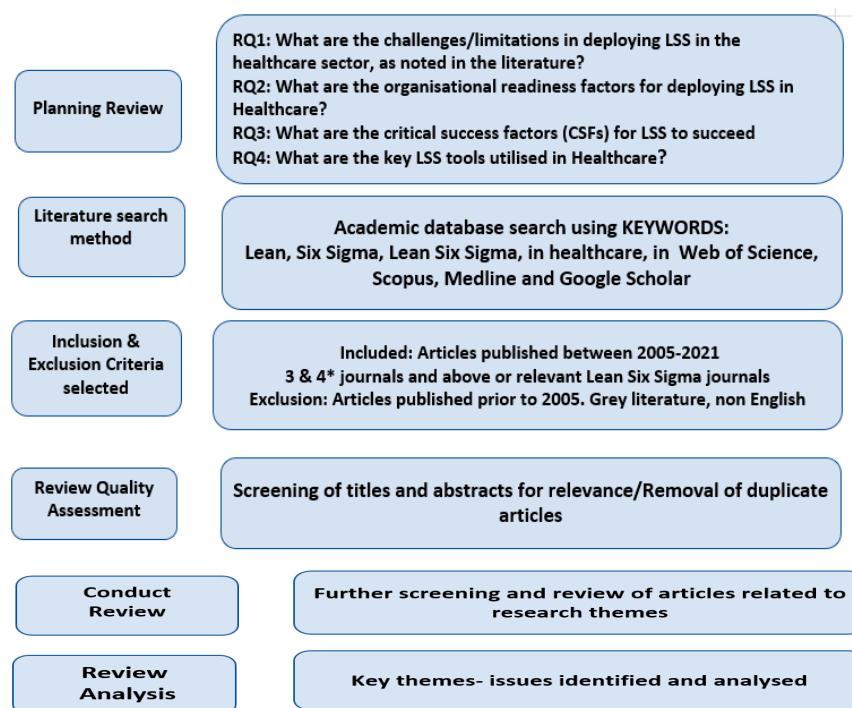 Planning Review
RQ1: What are the challenges/limitations in deploying LSS in the
healthcare sector, as noted in the literature?
RQ2: What are the organisational readiness factors for deploying LSS in
Healthcare?
RQ3: What are the critical success factors (CSFs) for LSS to succeed
RQ4: What are the key LSS tools utilised in Healthcare?
Literature search
method
Academic database search using KEYWORDS:
Lean, Six Sigma, Lean Six Sigma, in healthcare, in Web of Science,
Scopus, Medline and Google Scholar
Inclusion &
Exclusion Criteria
selected
Included: Articles published between 2005-2021
3 & 4* journals and above or relevant Lean Six Sigma journals
Exclusion: Articles published prior to 2005. Grey literature, non English
Review Quality
Assessment
Screening of titles and abstracts for relevance/Removal of duplicate
articles
Conduct
Review
Further screening and review of articles related to
research themes
Review
Analysis
Key themes- issues identified and analysed